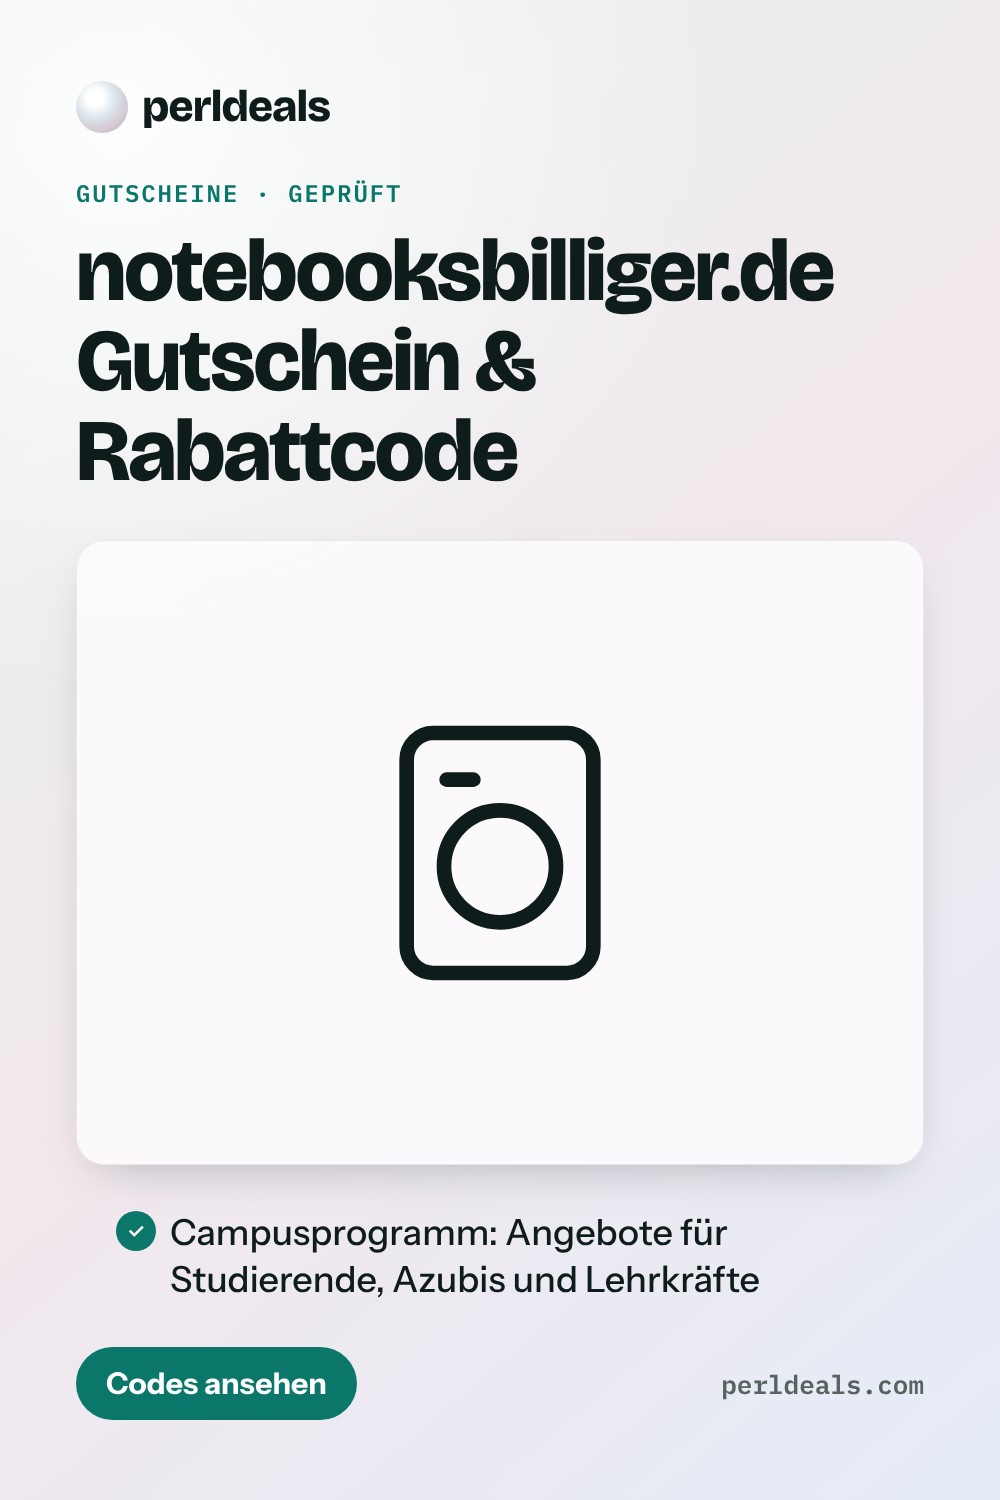 perldeals
GUTSCHEINE · GEPRÜFT
notebooksbilliger.de
Gutschein &
Rabattcode
Campusprogramm: Angebote für
Studierende, Azubis und Lehrkräfte
Codes ansehen
perldeals.com